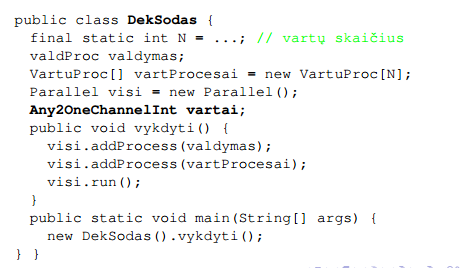 public class DekSodas {
final static int N = ...; // vartų skaičius
valdProc valdymas;
VartuProc[] vartProcesai = new VartuProc[N];
Parallel visi = new Parallel();
Any2OneChannelInt vartai;
public void vykdyti() {
visi.addProcess(valdymas);
visi.addProcess(vartProcesai);
visi.run();
}
public static void main(String[] args) {
new DekSodas().vykdyti();
} }